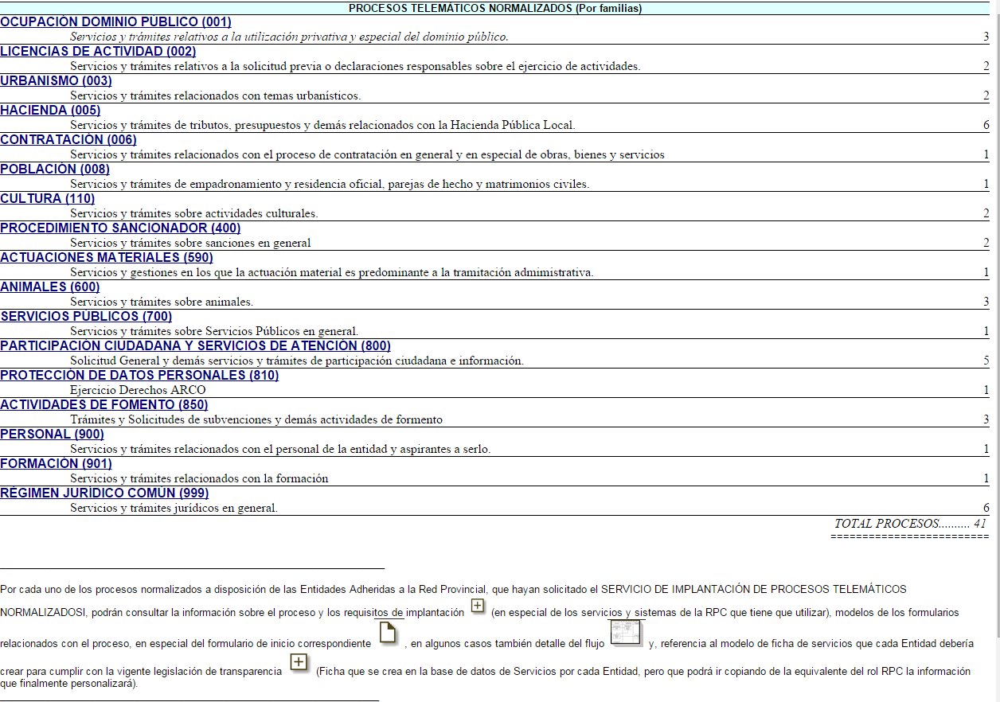 PROCESOS TELEMÁTICOS NORMALIZADOS (Por familias)
OCUPACIÓN DOMINIO PÚBLICO (001)
Servicios y trámites relativos a la utilización privativa y especial del dominio público. 3
LICENCIAS DE ACTIVIDAD (002)
Servicios y trámites relativos a la solicitud previa o declaraciones responsables sobre el ejercicio de actividades. 2
URBANISMO (003)
Servicios y trámites relacionados con temas urbanísticos. 2
HACIENDA (005)
Servicios y trámites de tributos, presupuestos y demás relacionados con la Hacienda Pública Local. 6
CONTRATACIÓN (006)
Servicios y trámites relacionados con el proceso de contratación en general y en especial de obras, bienes y servicios 1
POBLACIÓN (008)
Servicios y trámites de empadronamiento y residencia oficial, parejas de hecho y matrimonios civiles. 1
CULTURA (110)
Servicios y trámites sobre actividades culturales. 2
PROCEDIMIENTO SANCIONADOR (400)
Servicios y trámites sobre sanciones en general 2
ACTUACIONES MATERIALES (590)
Servicios y gestiones en los que la actuación material es predominante a la tramitación admimistrativa. 1
ANIMALES (600)
Servicios y trámites sobre animales. 3
SERVICIOS PÚBLICOS (700)
Servicios y trámites sobre Servicios Públicos en general. 1
PARTICIPACIÓN CIUDADANA Y SERVICIOS DE ATENCIÓN (800)
Solicitud General y demás servicios y trámites de participación ciudadana e información. 5
PROTECCIÓN DE DATOS PERSONALES (810)
Ejercicio Derechos ARCO 1
ACTIVIDADES DE FOMENTO (850)
Trámites y Solicitudes de subvenciones y demás actividades de formento 3
PERSONAL (900)
Servicios y trámites relacionados con el personal de la entidad y aspirantes a serlo. 1
FORMACIÓN (901)
Servicios y trámites relacionados con la formación 1
RÉGIMEN JURÍDICO COMÚN (999)
Servicios y trámites jurídicos en general. 6
TOTAL PROCESOS.......... 41
=========================
Por cada uno de los procesos normalizados a disposición de las Entidades Adheridas a la Red Provincial, que hayan solicitado el SERVICIO DE IMPLANTACIÓN DE PROCESOS TELEMÁTICOS
NORMALIZADOSI, podrán consultar la información sobre el proceso y los requisitos de implantación (en especial de los servicios y sistemas de la RPC que tiene que utilizar), modelos de los formularios
relacionados con el proceso, en especial del formulario de inicio correspondiente , en algunos casos también detalle del flujo y, referencia al modelo de ficha de servicios que cada Entidad debería
crear para cumplir con la vigente legislación de transparencia (Ficha que se crea en la base de datos de Servicios por cada Entidad, pero que podrá ir copiando de la equivalente del rol RPC la información
que finalmente personalizará).